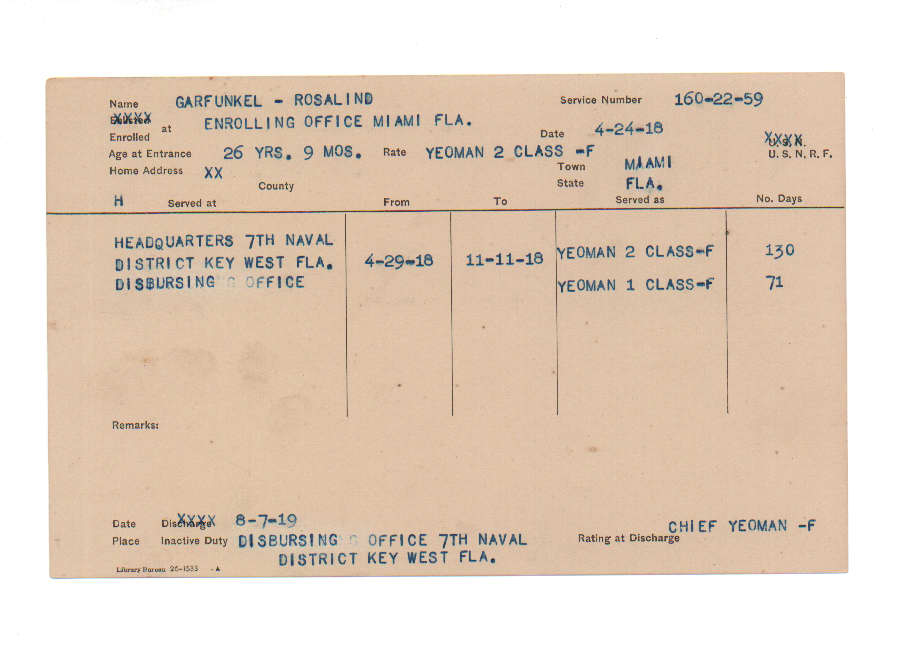 Name GARFUNKEL - ROSALIND Service Number 160-22-59
Enlisted XXXX
at ENROLLING OFFICE MIAMI FLA.
Enrolled Date 4-24-18 U.S.N. XXXX
Age at Entrance 26 YRS. 9 MOS. Rate YEOMAN 2 CLASS -F U.S.N.R.F.
Home Address XX Town MIAMI
County State FLA.
H Served at From To Served as No. Days
HEADQUARTERS 7TH NAVAL
DISTRICT KEY WEST FLA. 4-29-18 11-11-18 YEOMAN 2 CLASS-F 130
DISBURSING S OFFICE YEOMAN 1 CLASS-F 71
Remarks:
Date Discharge XXXX 8-7-19 CHIEF YEOMAN -F
Place Inactive Duty DISBURSING S OFFICE 7TH NAVAL Rating at Discharge
DISTRICT KEY WEST FLA.
Library Bureau 26-1533 -A